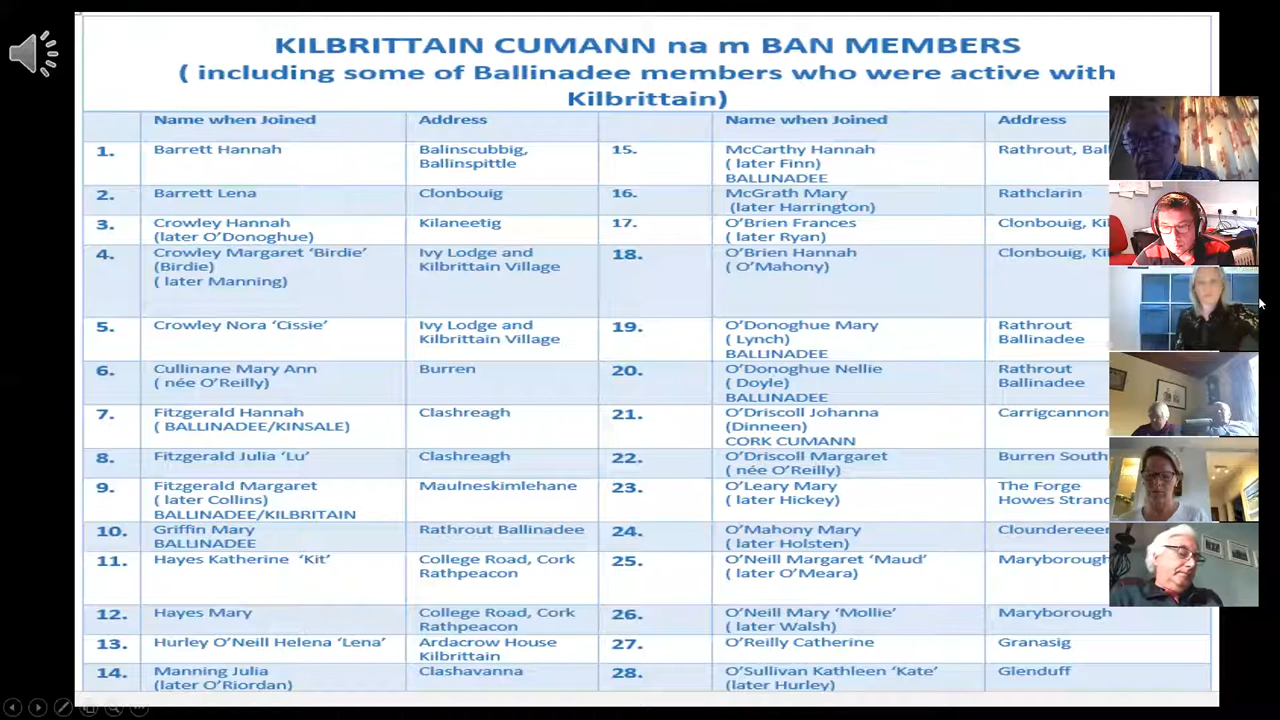 KILBRITTAIN CUMANN na m BAN MEMBERS
( including some of Ballinadee members who were active with
Kilbrittain)
Name when Joined Address Name when Joined Address
1. Barrett Hannah Balinscubbig,
Ballinspittle
15. McCarthy Hannah
( later Finn)
BALLINADEE
Rathrout,
2. Barrett Lena Clonbouig
16. McGrath Mary
(later Harrington)
Rathclarin
3. Crowley Hannah
(later O’Donoghue)
Kilaneetig
17. O’Brien Frances
( later Ryan)
Clonbouig,
4. Crowley Margaret ‘Birdie’
(Birdie)
( later Manning)
Ivy Lodge and
Kilbrittain Village
18. O’Brien Hannah
( O’Mahony)
Clonbouig,
5. Crowley Nora ‘Cissie’
Ivy Lodge and
Kilbrittain Village
19. O’Donoghue Mary
( Lynch)
BALLINADEE
Rathrout
Ballinadee
6. Cullinane Mary Ann
( née O’Reilly)
Burren
20. O’Donoghue Nellie
( Doyle)
BALLINADEE
Rathrout
Ballinadee
7. Fitzgerald Hannah
( BALLINADEE/KINSALE)
Clashreagh
21. O’Driscoll Johanna
(Dinneen)
CORK CUMANN
Carrigcannon
8. Fitzgerald Julia ‘Lu’ Clashreagh
22. O’Driscoll Margaret
( née O’Reilly)
Burren South
9. Fitzgerald Margaret
( later Collins)
BALLINADEE/KILBRITAIN
Maulneskimlehane
23. O’Leary Mary
( later Hickey)
The Forge
Howes Strand
10. Griffin Mary
BALLINADEE
Rathrout Ballinadee
24. O’Mahony Mary
( later Holsten)
11. Hayes Katherine ‘Kit’
College Road, Cork
Rathpeacon
25. O’Neill Margaret ‘Maud’
( later O’Meara)
Maryborough
12. Hayes Mary
College Road, Cork
Rathpeacon
26. O’Neill Mary ‘Mollie’
( later Walsh)
Maryborough
13. Hurley O’Neill Helena ‘Lena’
Ardacrow House
Kilbrittain
27. O’Reilly Catherine Granasig
14. Manning Julia
(later O’Riordan)
Clashavanna
28. O’Sullivan Kathleen ‘Kate’
(later Hurley)
Glenduff